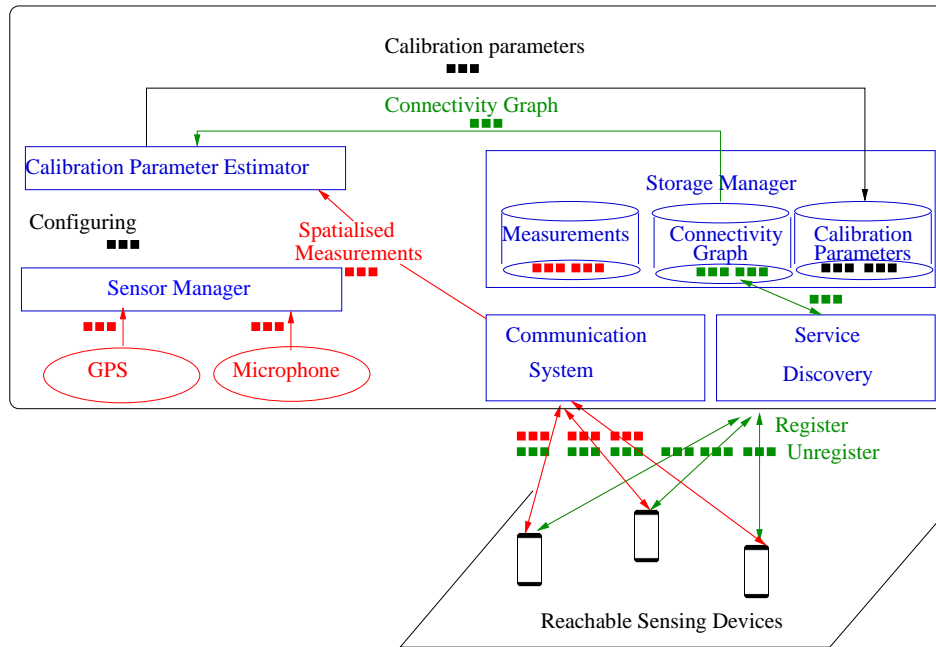 Calibration parameters
Connectivity Graph
Calibration Parameter Estimator
Storage Manager
Configuring
Spatialised
Measurements
Measurements
Connectivity
Graph
Calibration
Parameters
Sensor Manager
GPS
Microphone
Communication
System
Service
Discovery
Register
Unregister
Reachable Sensing Devices